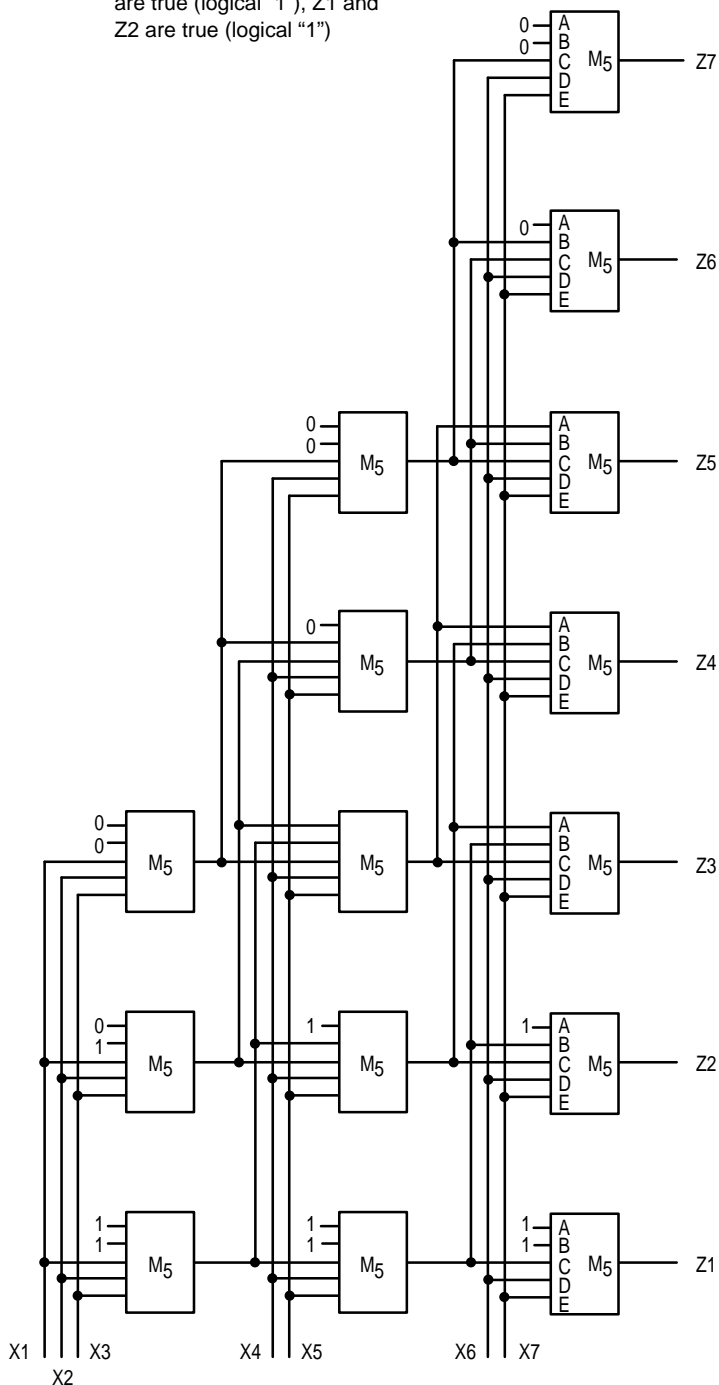 are true (logical “1”), Z1 and
Z2 are true (logical “1”)
0 A
0 B
C M5 Z7
D
E
0 A
B
C M5 Z6
D
E
0
0
M5
A
B
C M5 Z5
D
E
0
M5
A
B
C M5 Z4
D
E
0
0
M5
M5
A
B
C M5 Z3
D
E
0
1
M5
1
M5
1 A
B
C M5 Z2
D
E
1
1
M5
1
1
M5
1 A
1 B
C M5 Z1
D
E
X1 X3 X4 X5 X6 X7
X2